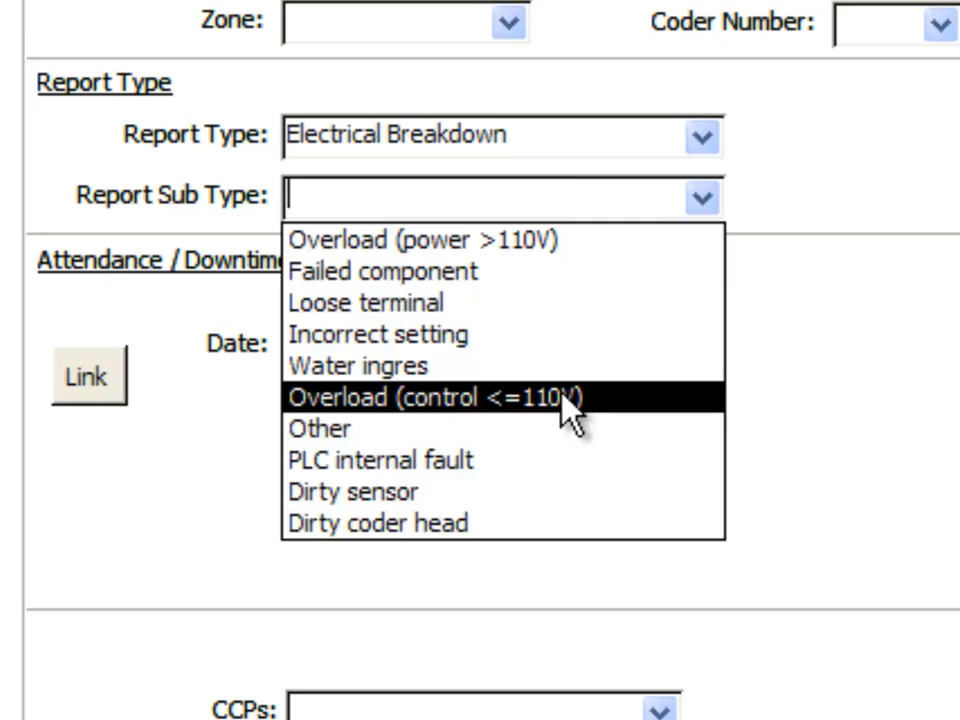 Zone: Coder Number:
Report Type
Report Type: Electrical Breakdown
Report Sub Type:
Overload (power >110V)
Attendance / Downtime
Failed component
Loose terminal
Incorrect setting
Date:
Water ingres
Link
Overload (control <=110V)
Other
PLC internal fault
Dirty sensor
Dirty coder head
CCPs: